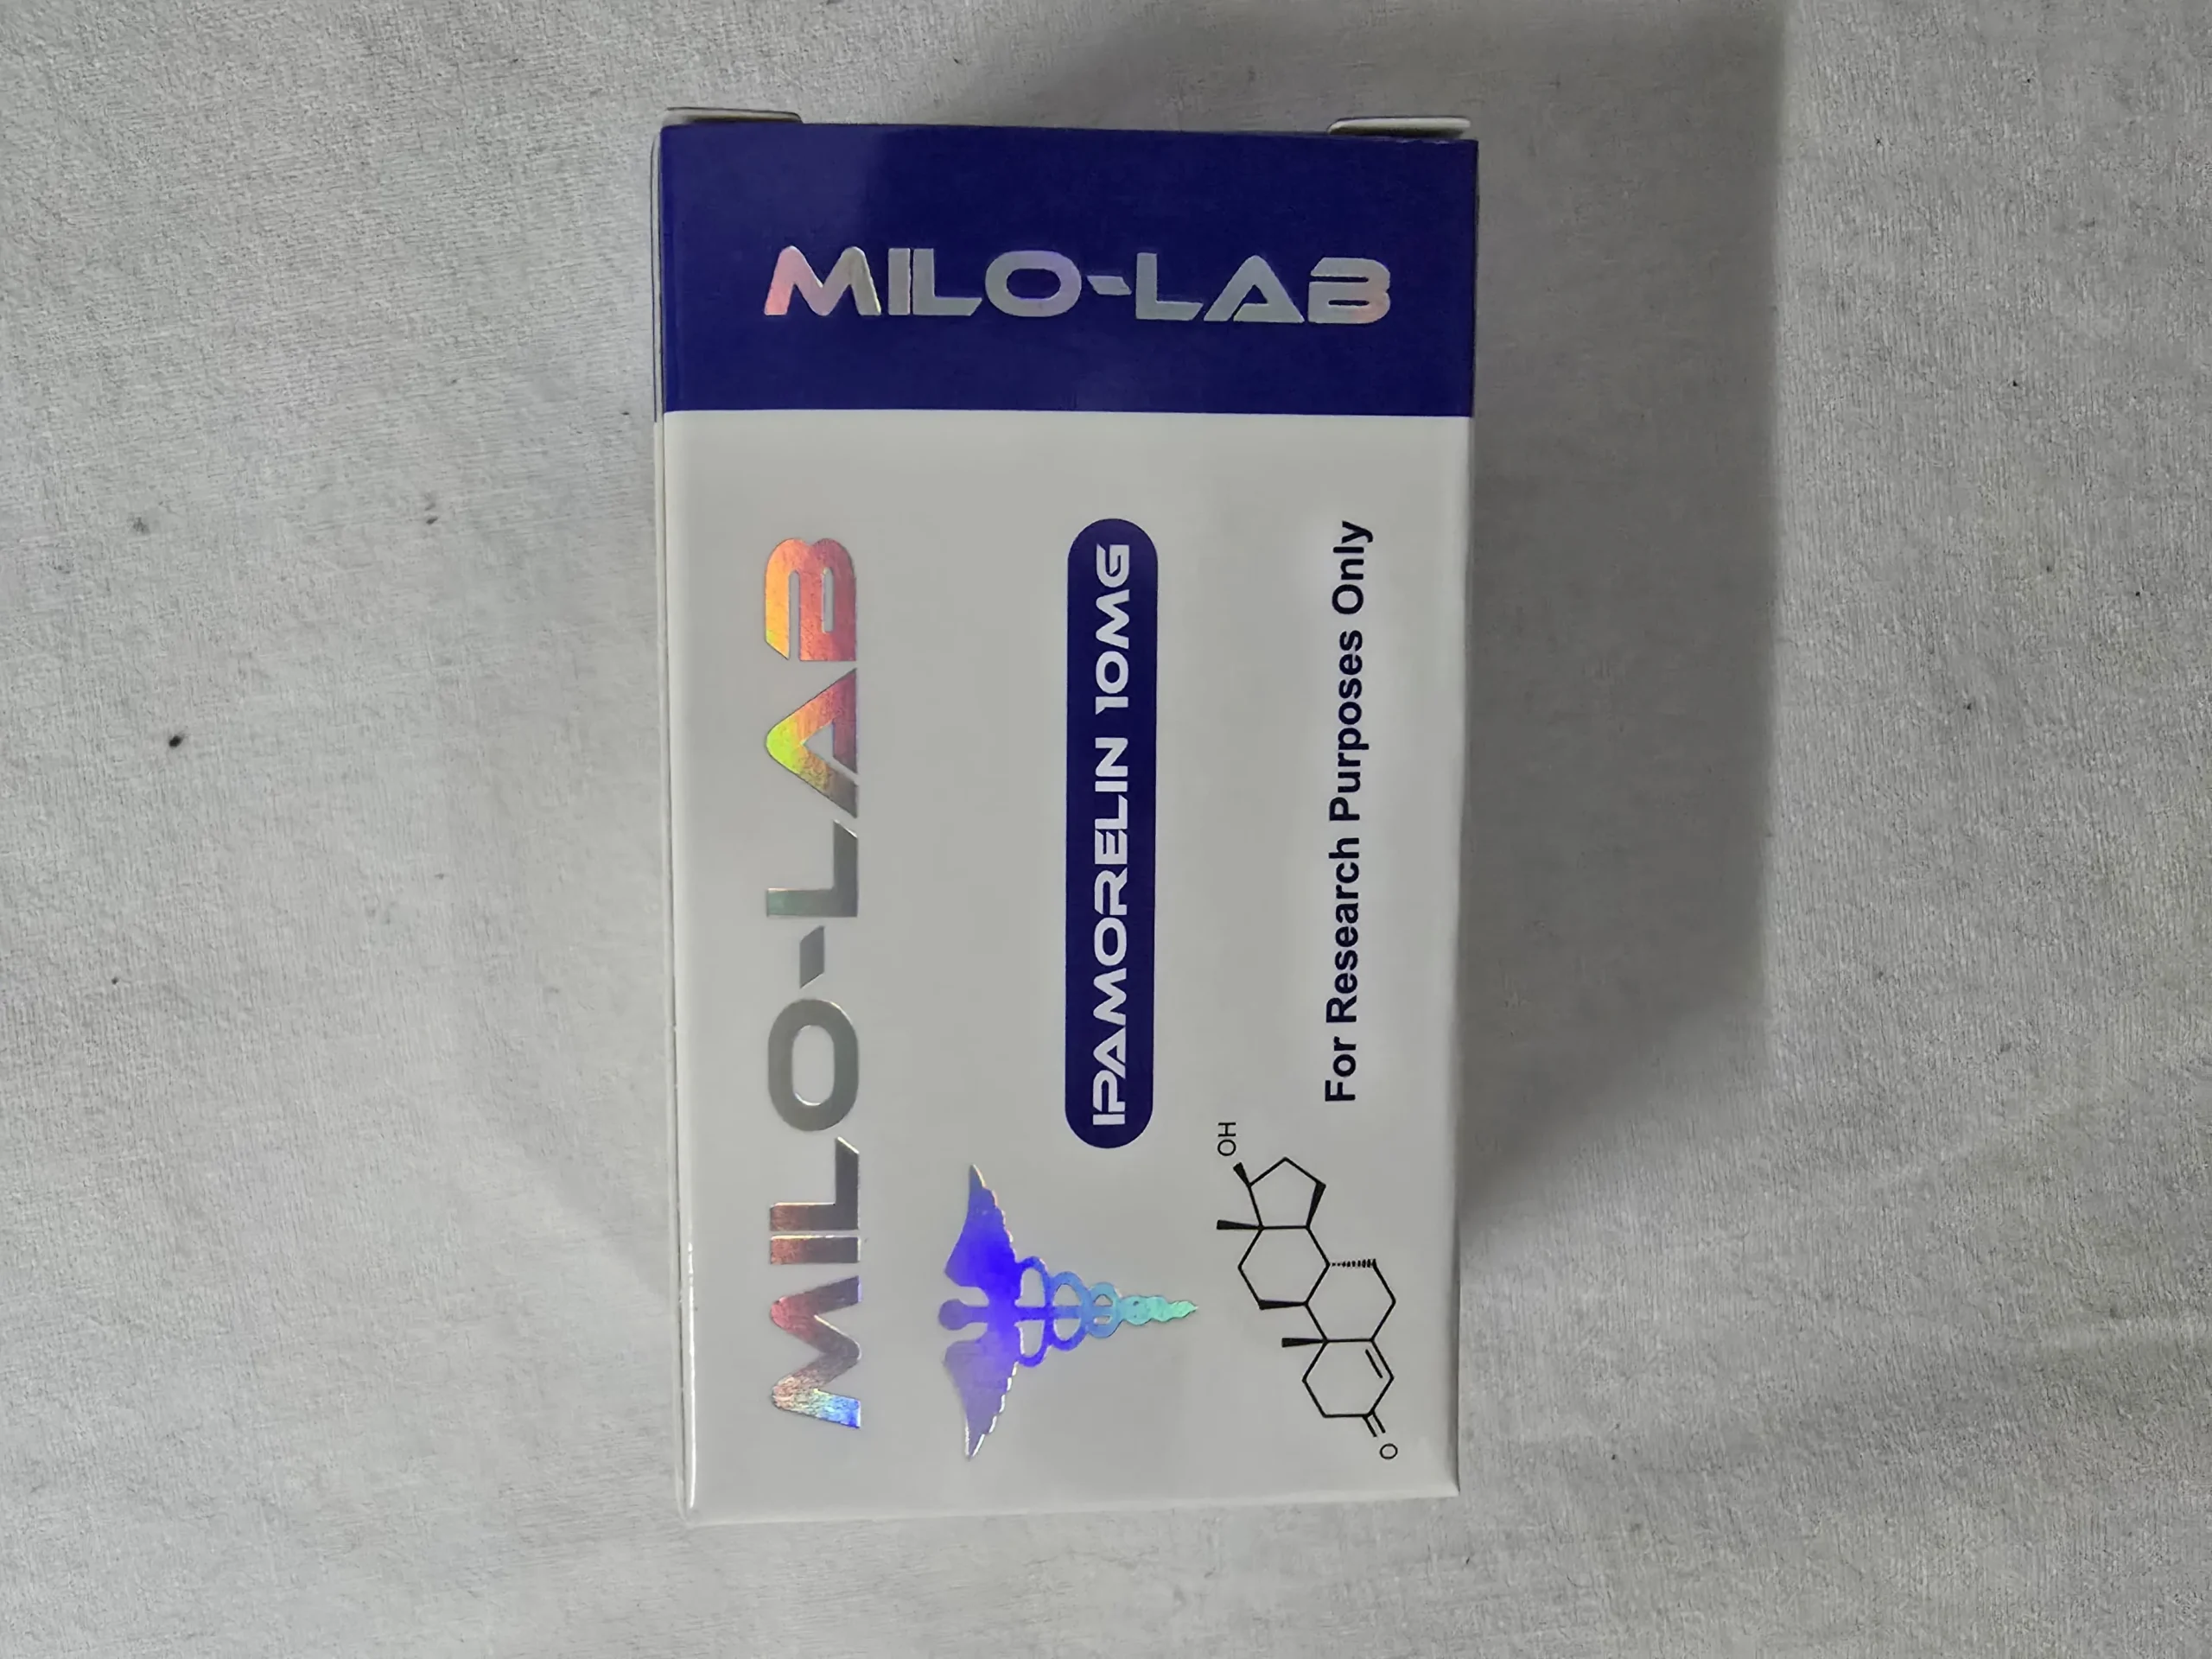 MILO-LAB
MILO-LAB
IPAMORELIN 10MG
For Research Purposes Only
OH
O